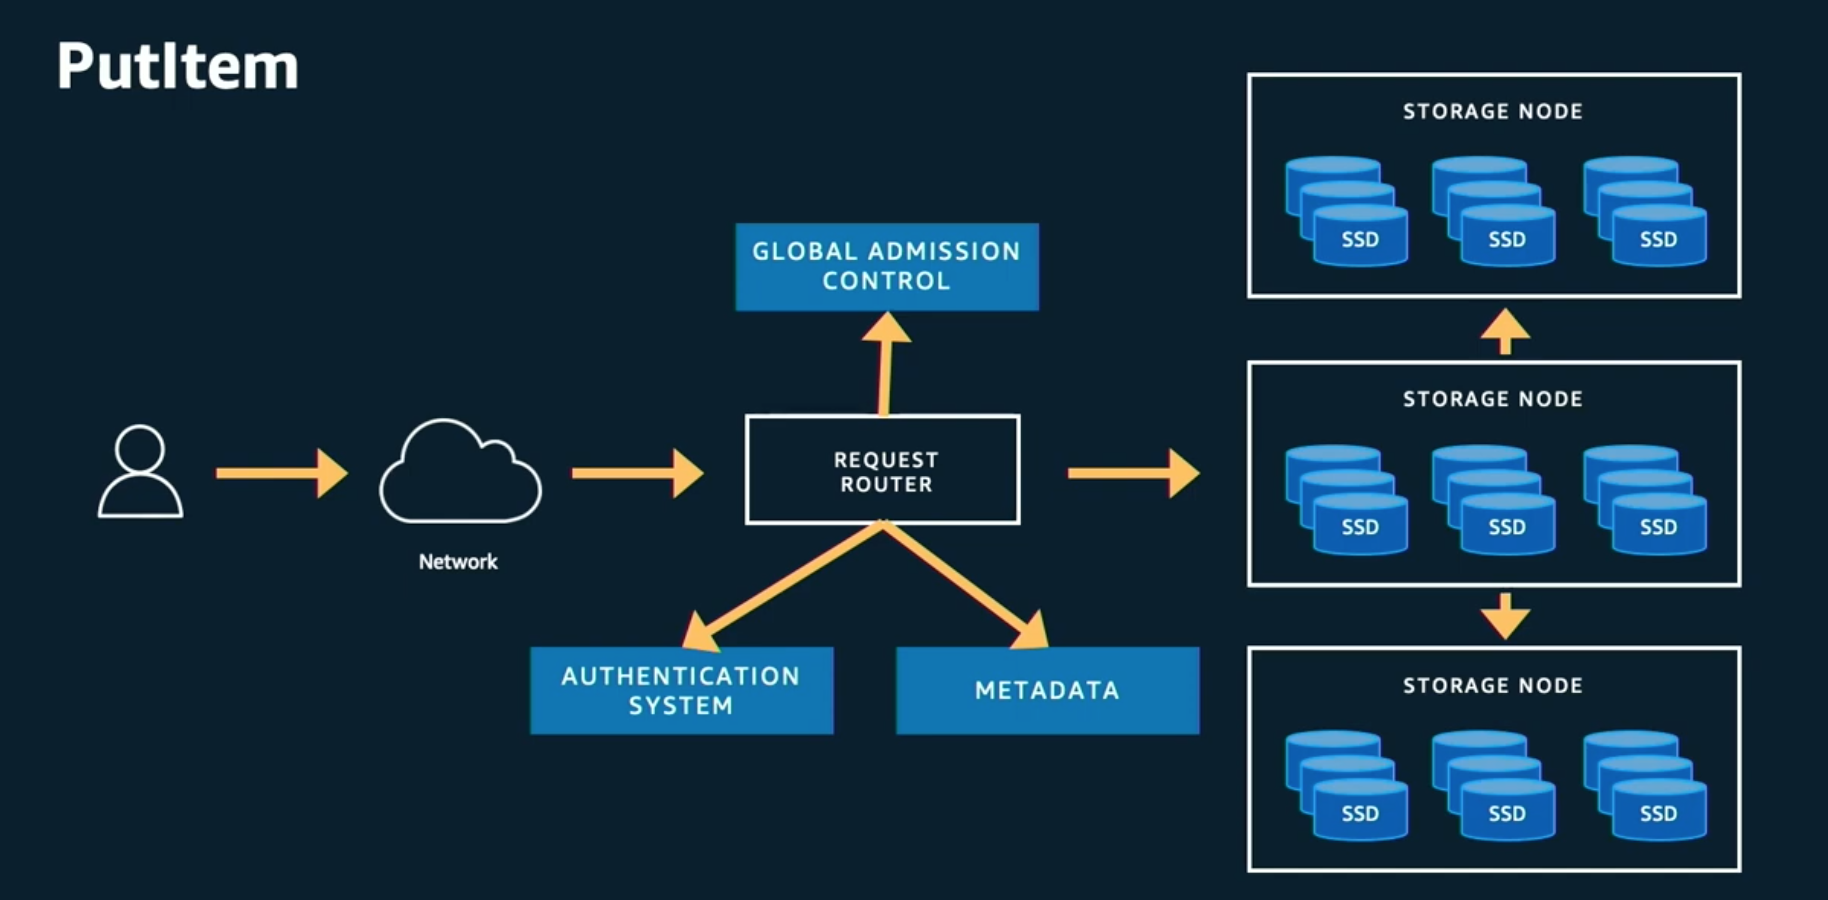 PutItem
STORAGE NODE
SSD SSD SSD
GLOBAL ADMISSION
CONTROL
STORAGE NODE
SSD SSD SSD
REQUEST
ROUTER
Network
AUTHENTICATION
SYSTEM
METADATA
STORAGE NODE
SSD SSD SSD